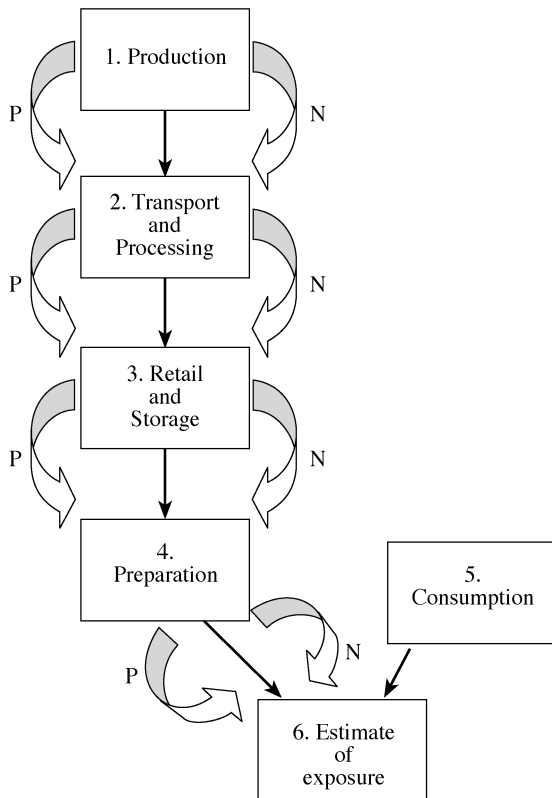 1. Production
P
N
2. Transport
and
Processing
P
N
3. Retail
and
Storage
P
N
4.
Preparation
5.
Consumption
P
N
6. Estimate
of
exposure